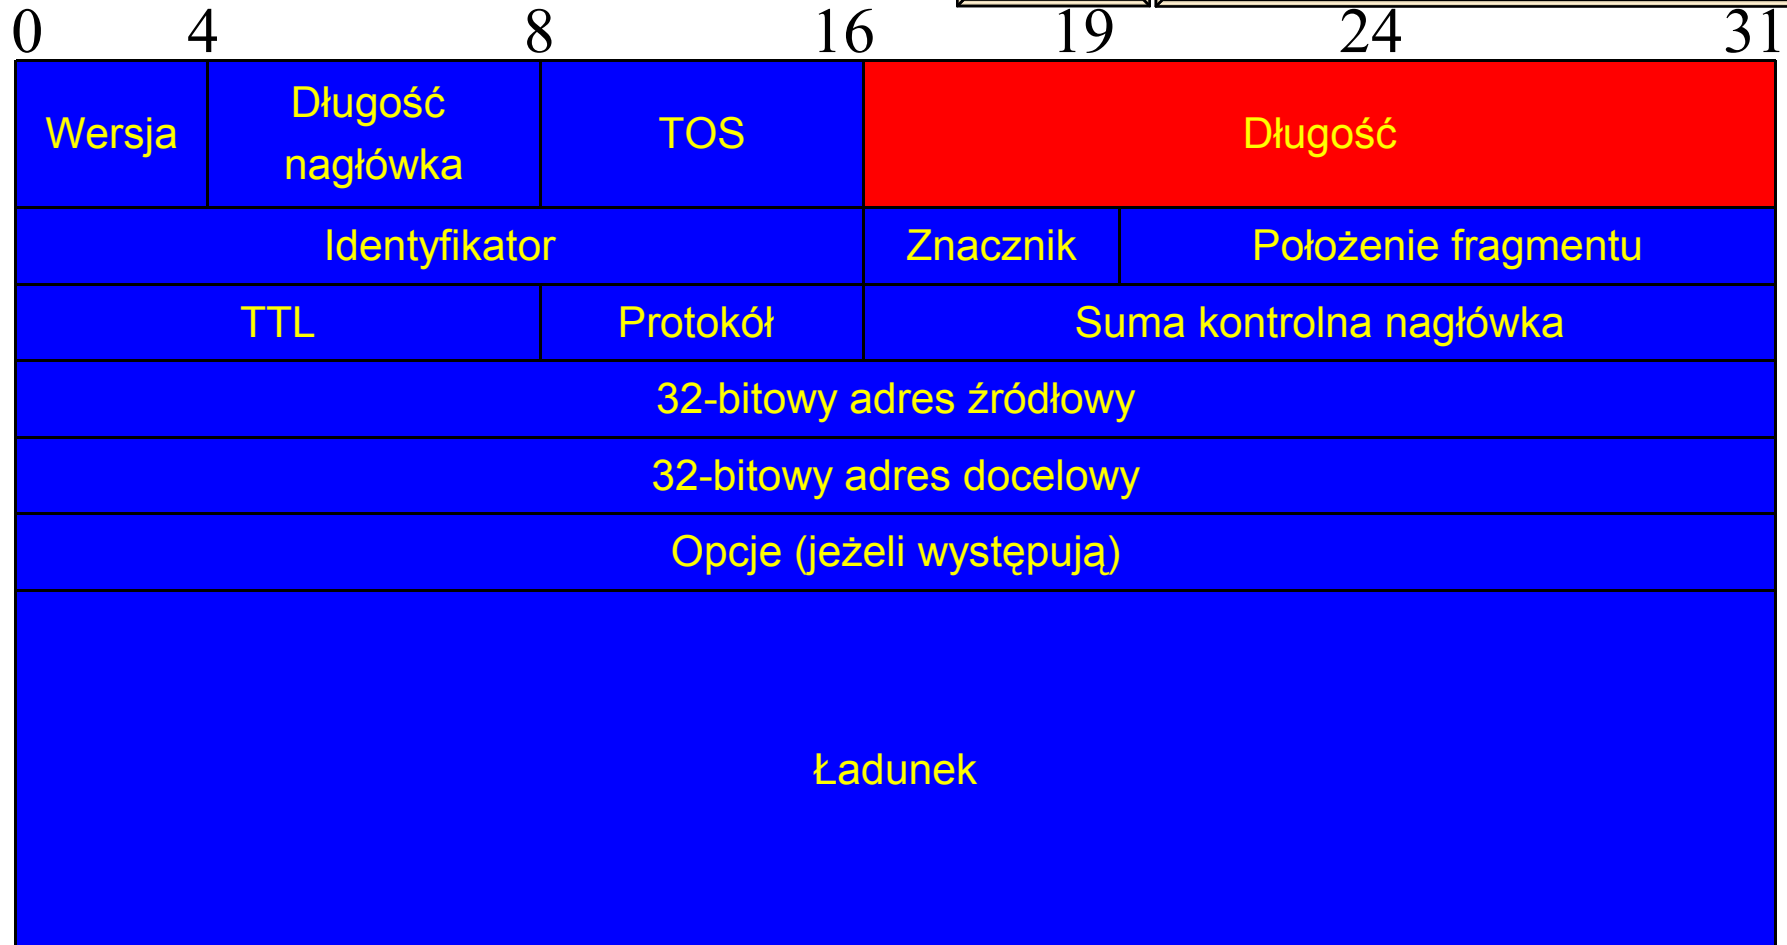 0 4 8 16 19 24 31
Wersja
Długość
nagłówka
TOS
Długość
Identyfikator
Znacznik
Położenie fragmentu
TTL
Protokół
Suma kontrolna nagłówka
32-bitowy adres źródłowy
32-bitowy adres docelowy
Opcje (jeżeli występują)
Ładunek